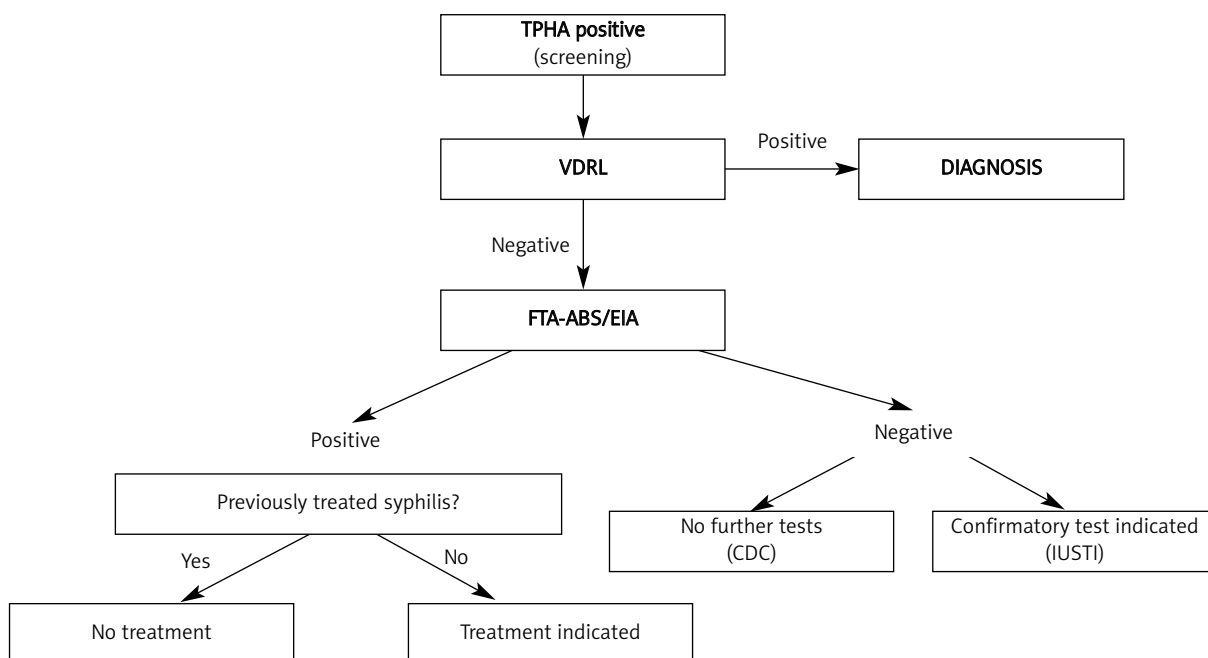 TPHA positive
(screening)
VDRL
Positive
DIAGNOSIS
Negative
FTA-ABS/EIA
Positive
Negative
Previously treated syphilis?
No further tests
(CDC)
Confirmatory test indicated
(IUSTI)
Yes
No
No treatment
Treatment indicated